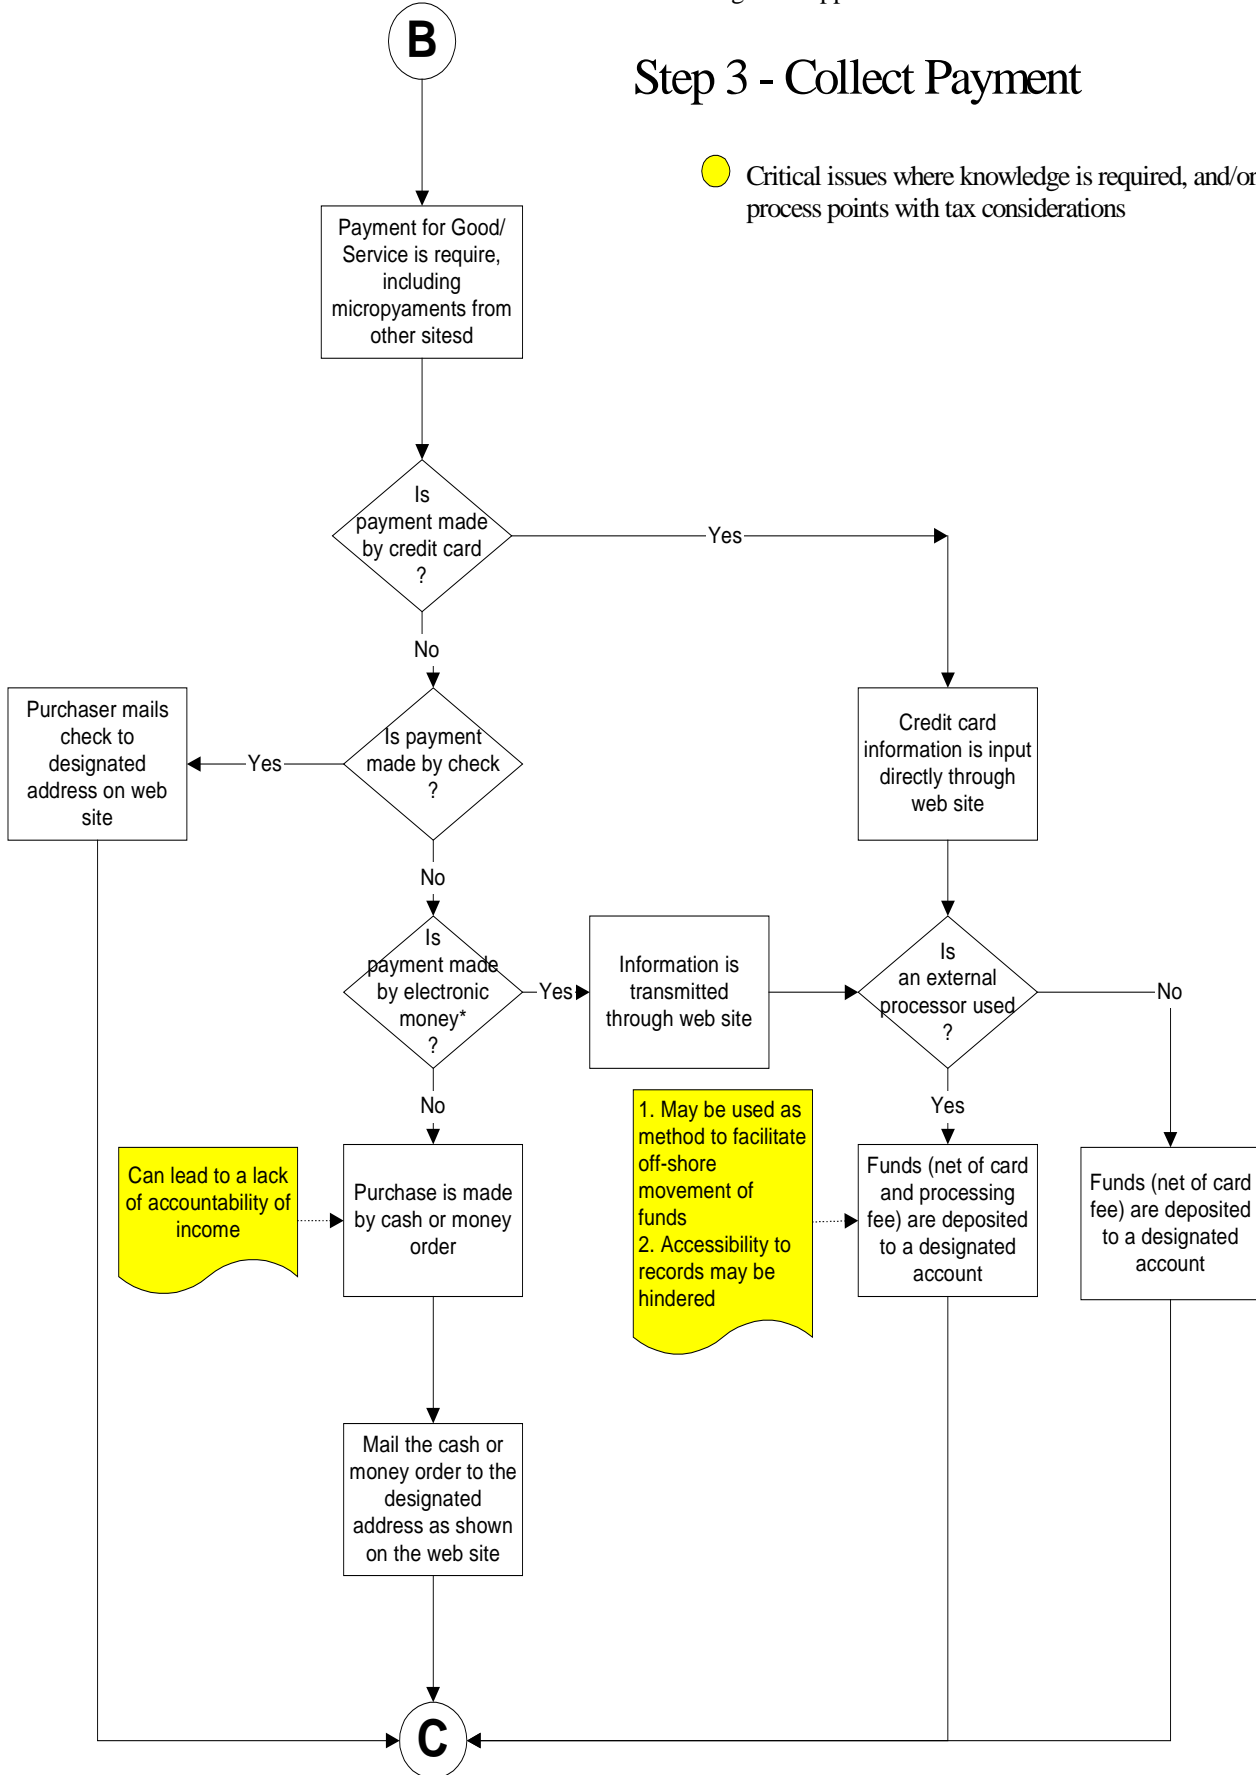 B
Step 3 - Collect Payment
Critical issues where knowledge is required, and/or
process points with tax considerations
Payment for Good/
Service is require,
including
micropyaments from
other sitesd
Is
payment made
by credit card
?
Yes
No
Purchaser mails
check to
designated
address on web
site
Yes
Is payment
made by check
?
Credit card
information is input
directly through
web site
No
Is
payment made
by electronic
money*
?
Yes
Information is
transmitted
through web site
Is
an external
processor used
?
No
No
Yes
Can lead to a lack
of accountability of
income
Purchase is made
by cash or money
order
1. May be used as
method to facilitate
off-shore
movement of
funds
2. Accessibility to
records may be
hindered
Funds (net of card
and processing
fee) are deposited
to a designated
account
Funds (net of card
fee) are deposited
to a designated
account
Mail the cash or
money order to the
designated
address as shown
on the web site
C